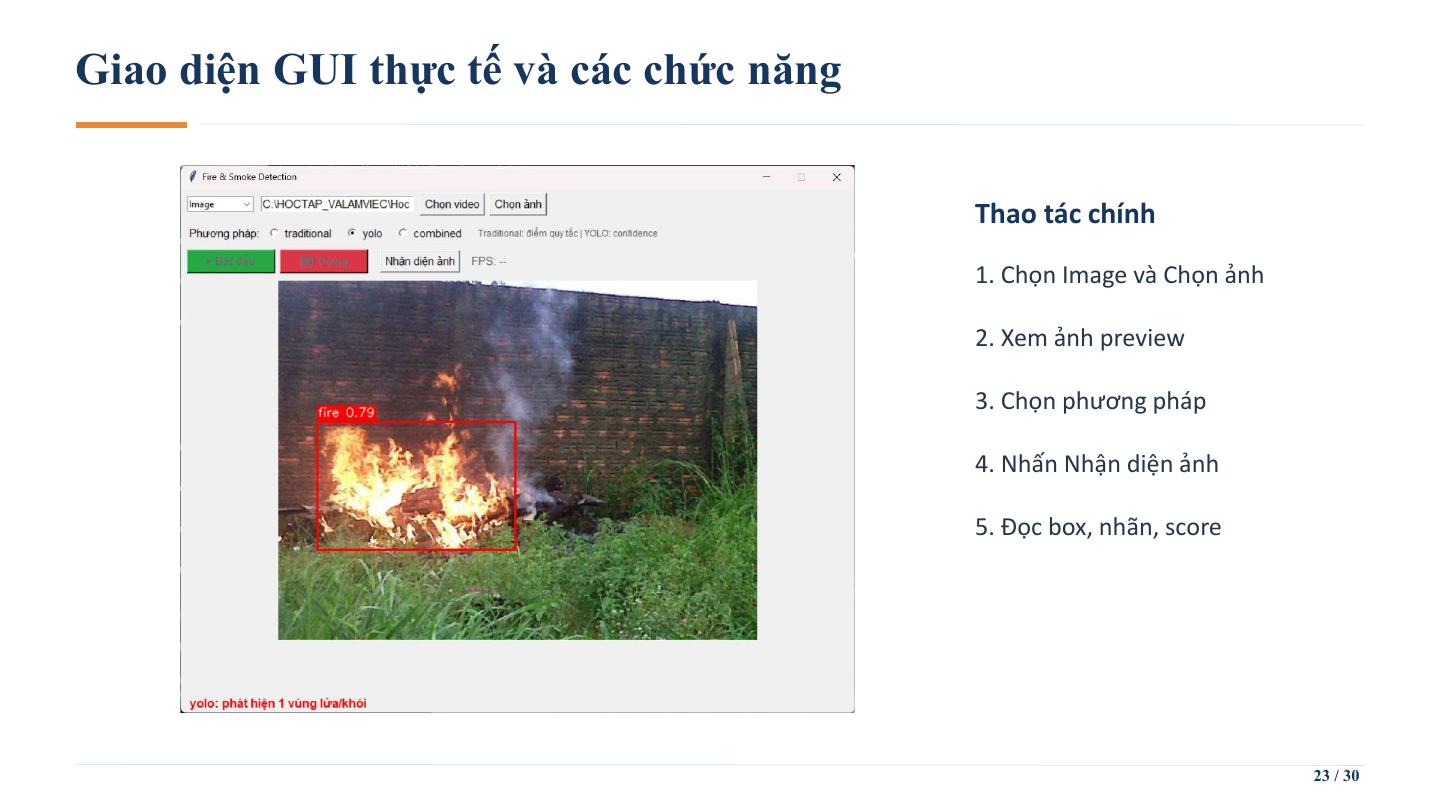 Giao diện GUI thực tế và các chức năng
Fire & Smoke Detection
Image
C:\HOCTAP_VALAMVIEC\Hoc
Chọn video
Chọn ảnh
Phương pháp:
traditional
yolo
combined
Traditional: điểm quy tắc | YOLO: confidence
Bắt đầu
Dừng
Nhận diện ảnh
FPS: --
fire 0.79
yolo: phát hiện 1 vùng lửa/khói
Thao tác chính
1. Chọn Image và Chọn ảnh
2. Xem ảnh preview
3. Chọn phương pháp
4. Nhấn Nhận diện ảnh
5. Đọc box, nhãn, score
23 / 30